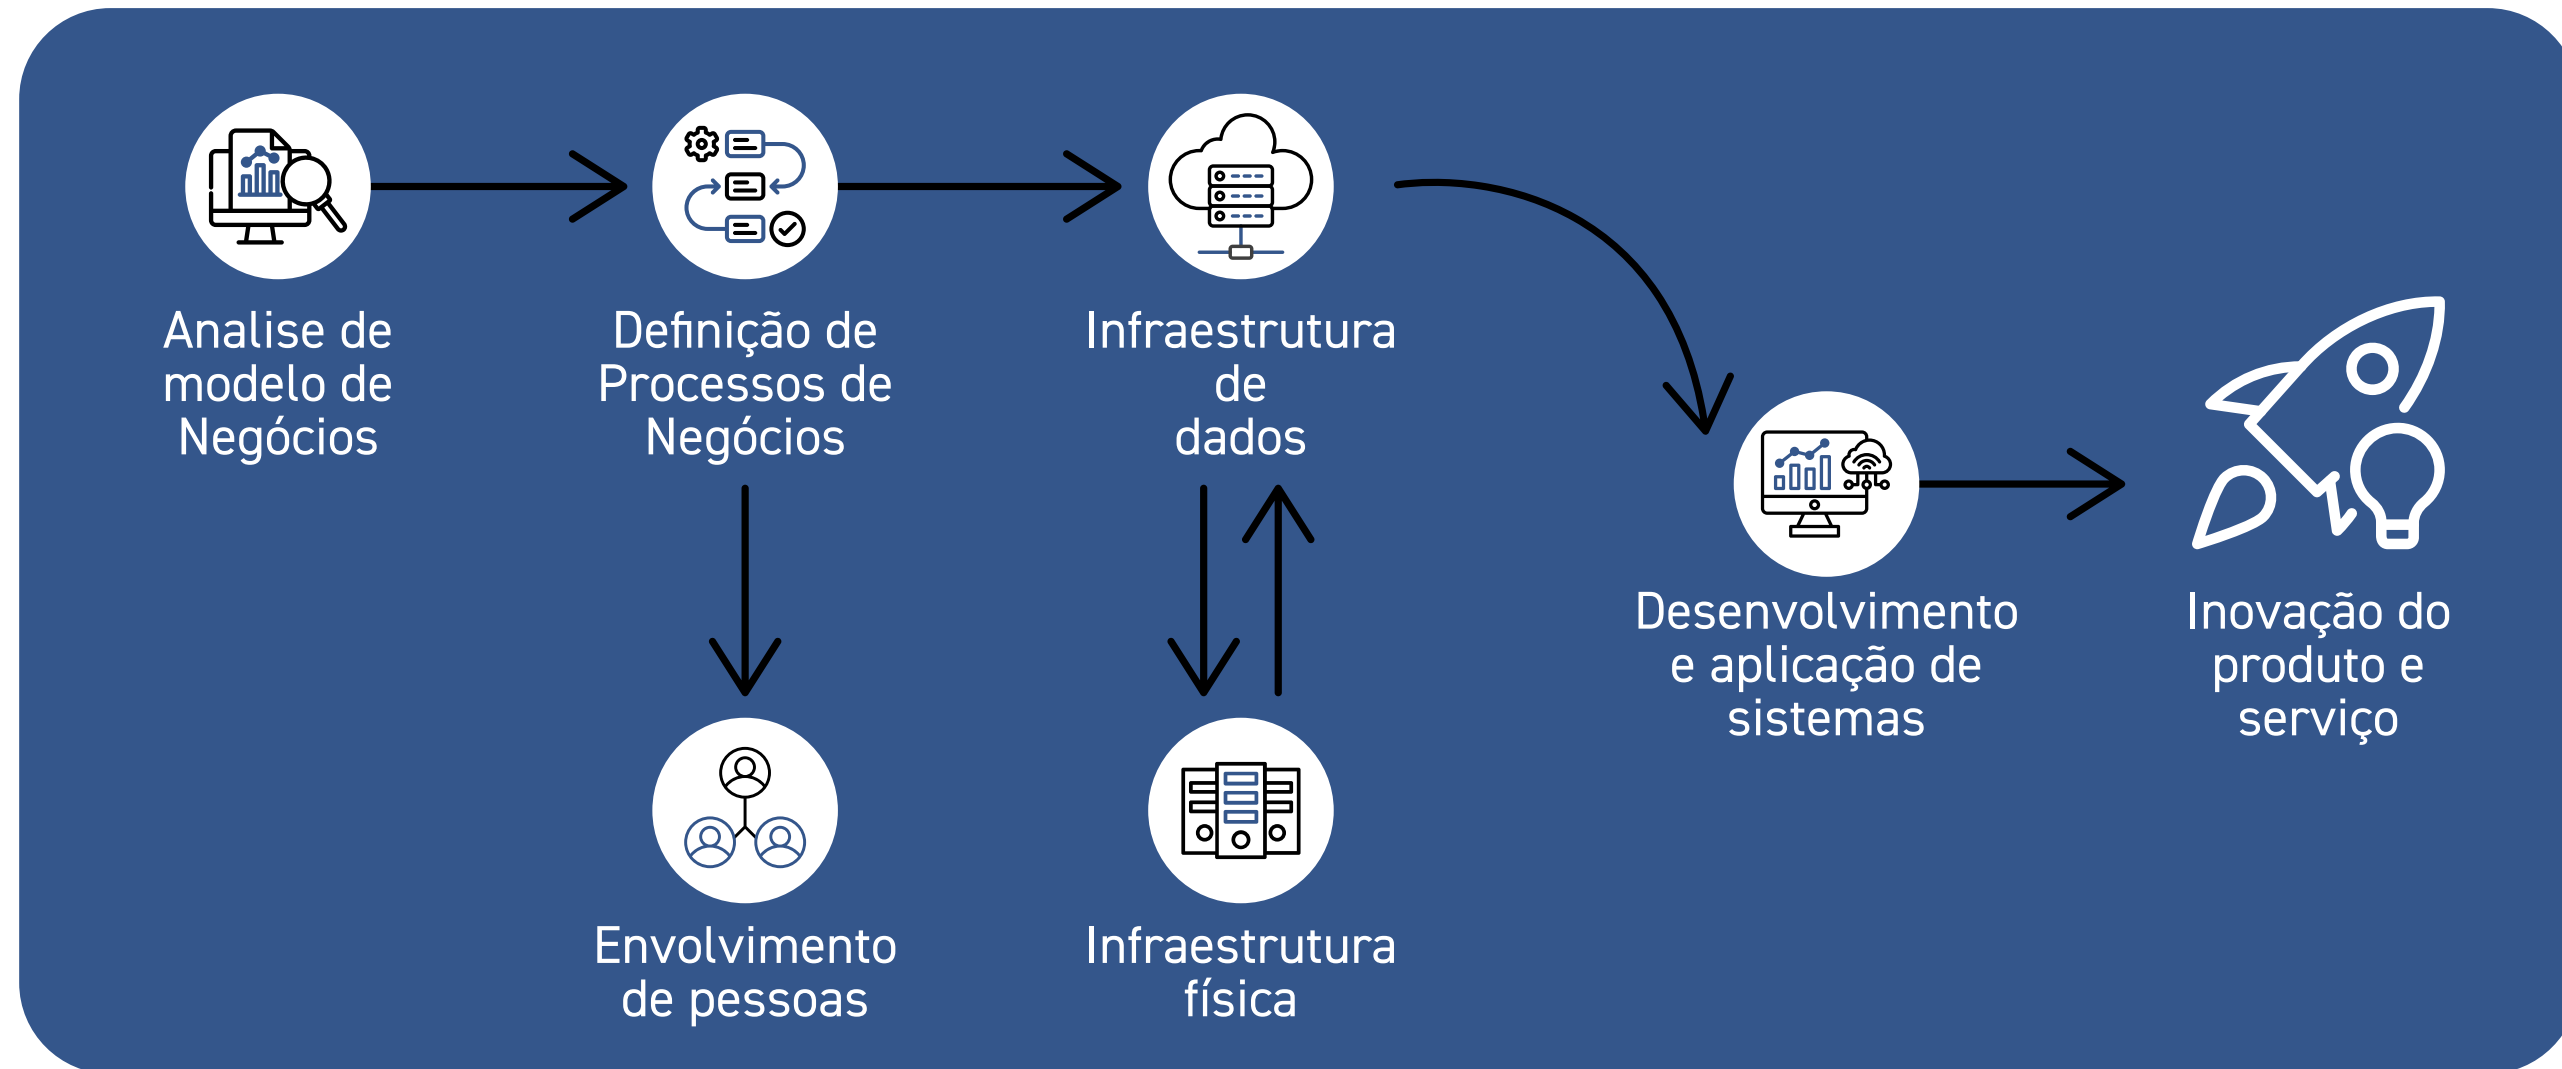 Analise de
modelo de
Negócios
Definição de
Processos de
Negócios
Infraestrutura
de
dados
Desenvolvimento
e aplicação de
sistemas
Inovação do
produto e
serviço
Envolvimento
de pessoas
Infraestrutura
física